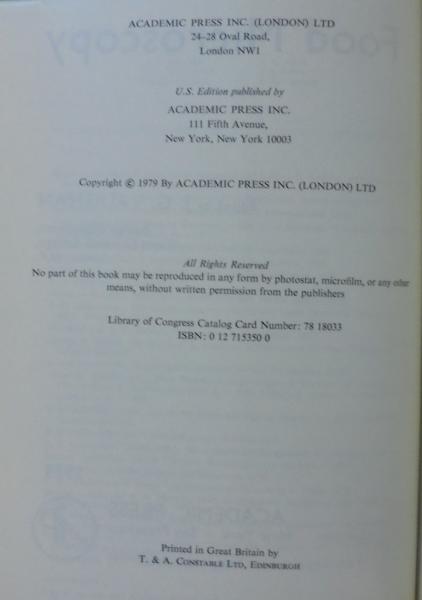 ACADEMIC PRESS INC. (LONDON) LTD
24–28 Oval Road,
London NW1
U.S. Edition published by
ACADEMIC PRESS INC.
111 Fifth Avenue,
New York, New York 10003
Copyright © 1979 By ACADEMIC PRESS INC. (LONDON) LTD
All Rights Reserved
No part of this book may be reproduced in any form by photostat, microfilm, or any other
means, without written permission from the publishers
Library of Congress Catalog Card Number: 78 18033
ISBN: 0 12 715350 0
Printed in Great Britain by
T. & A. CONSTABLE LTD, EDINBURGH